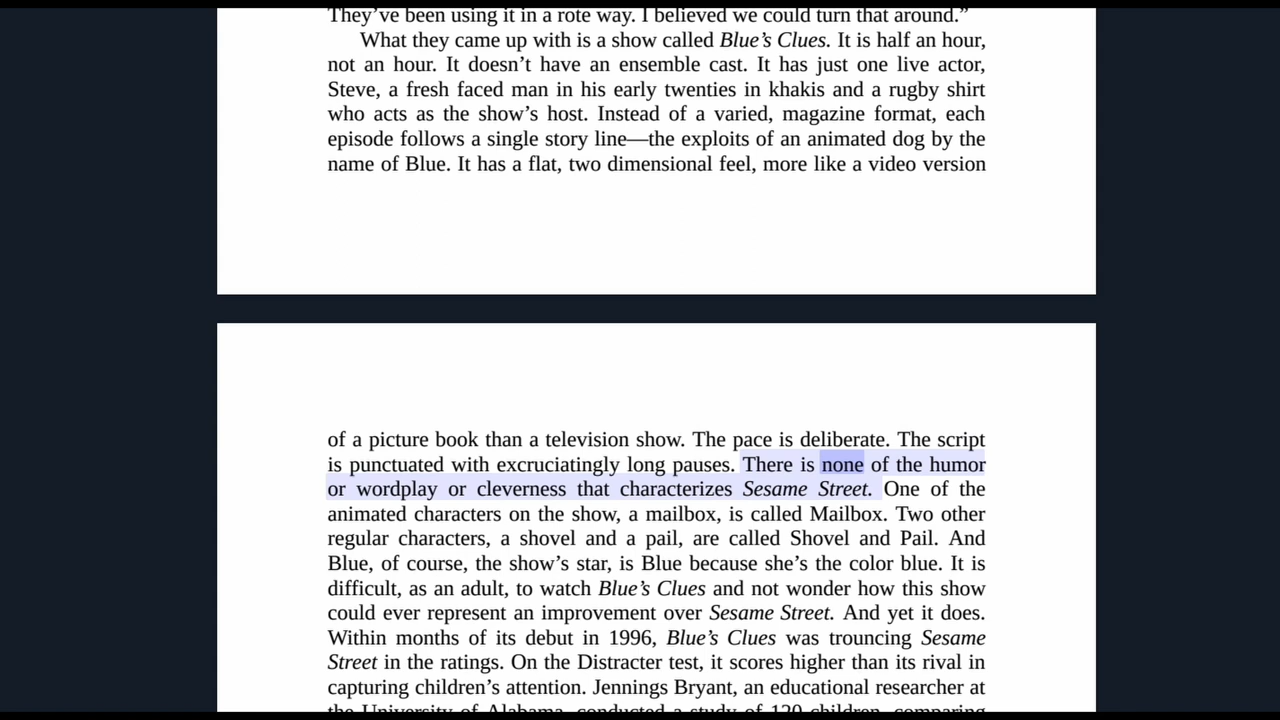 They’ve been using it in a rote way. I believed we could turn that around.”
What they came up with is a show called Blue’s Clues. It is half an hour,
not an hour. It doesn’t have an ensemble cast. It has just one live actor,
Steve, a fresh faced man in his early twenties in khakis and a rugby shirt
who acts as the show’s host. Instead of a varied, magazine format, each
episode follows a single story line—the exploits of an animated dog by the
name of Blue. It has a flat, two dimensional feel, more like a video version
of a picture book than a television show. The pace is deliberate. The script
is punctuated with excruciatingly long pauses. There is none of the humor
or wordplay or cleverness that characterizes Sesame Street. One of the
animated characters on the show, a mailbox, is called Mailbox. Two other
regular characters, a shovel and a pail, are called Shovel and Pail. And
Blue, of course, the show’s star, is Blue because she’s the color blue. It is
difficult, as an adult, to watch Blue’s Clues and not wonder how this show
could ever represent an improvement over Sesame Street. And yet it does.
Within months of its debut in 1996, Blue’s Clues was trouncing Sesame
Street in the ratings. On the Distracter test, it scores higher than its rival in
capturing children’s attention. Jennings Bryant, an educational researcher at
the University of Alabama, conducted a study of 120 children, comparing